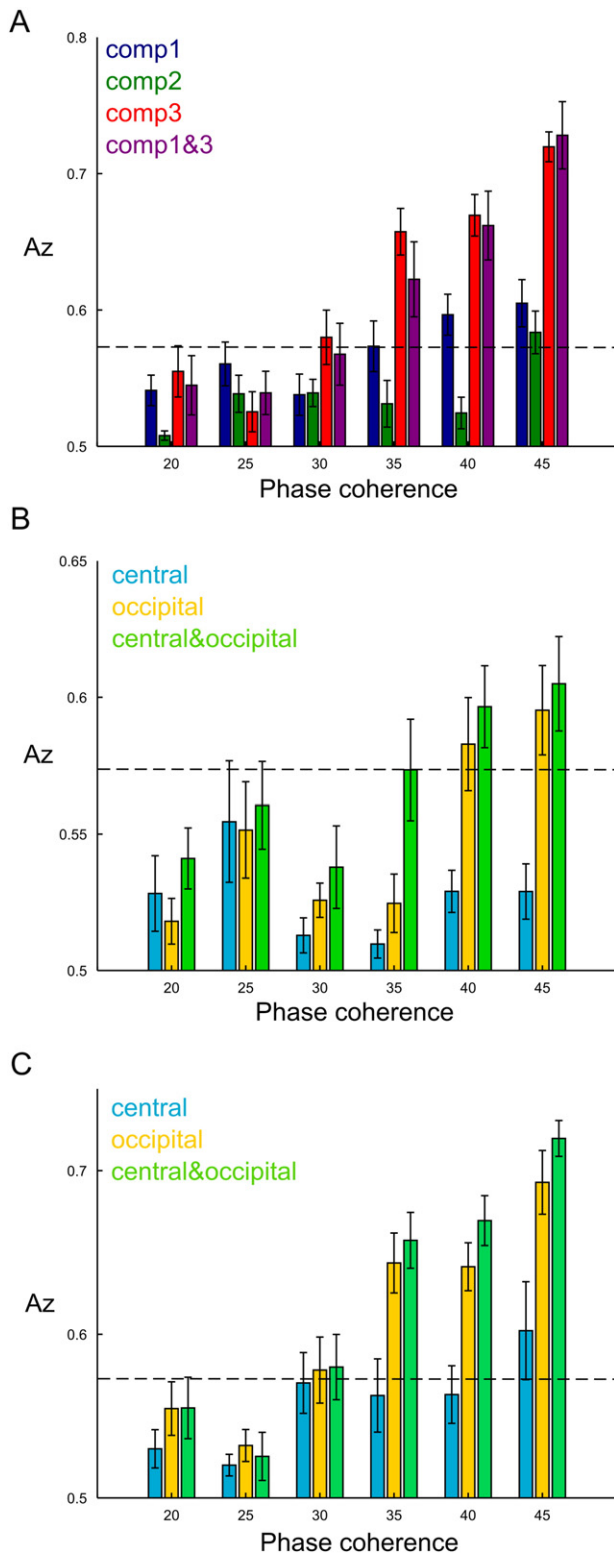 A
0.8
comp1
comp2
comp3
comp1&3
0.7
Az
0.6
0.5
20 25 30 35 40 45
Phase coherence
B
0.65
central
occipital
central&occipital
0.6
Az
0.55
0.5
20 25 30 35 40 45
Phase coherence
C
central
occipital
central&occipital
0.7
Az
0.6
0.5
20 25 30 35 40 45
Phase coherence